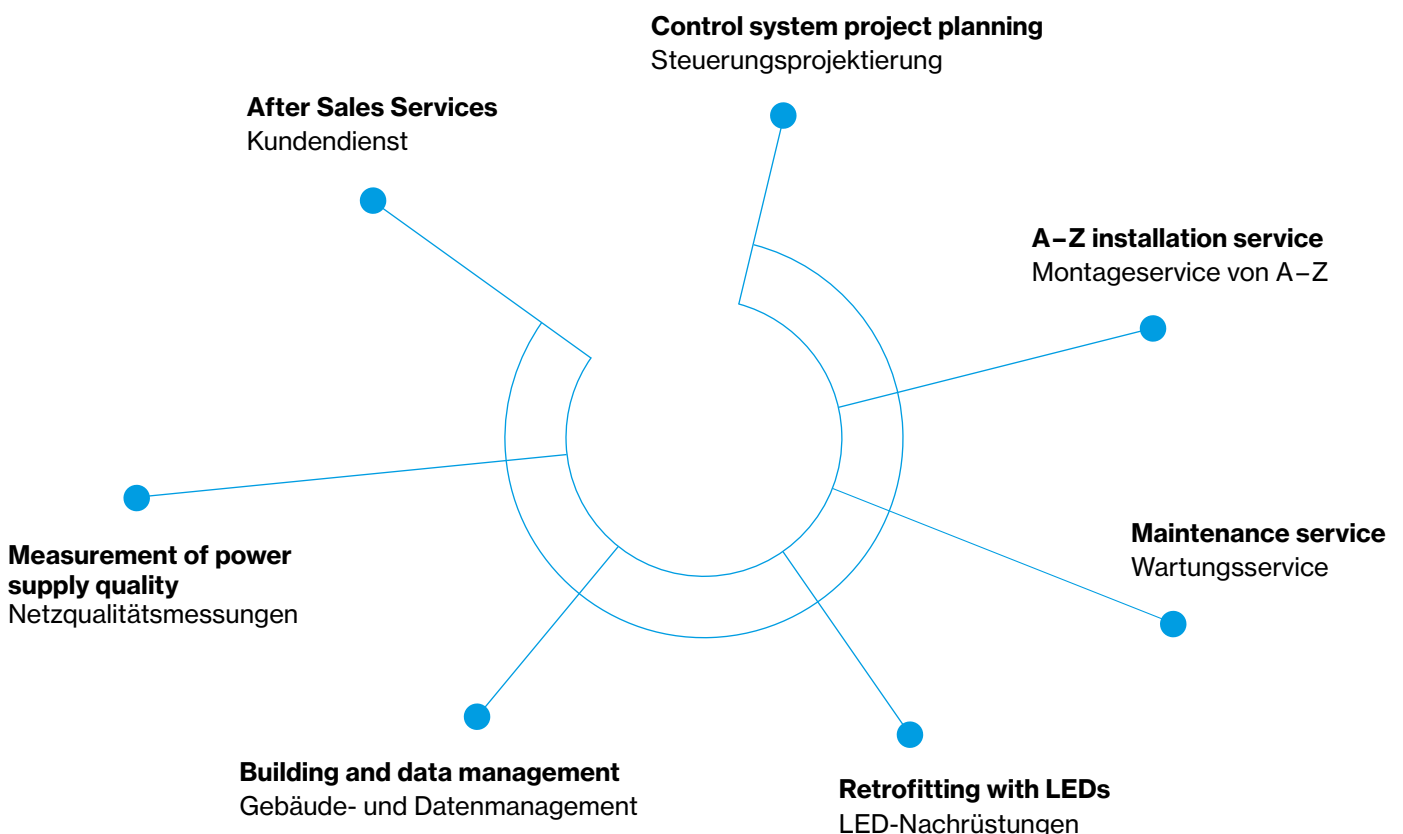 Control system project planning
Steuerungsprojektierung
After Sales Services
Kundendienst
A–Z installation service
Montageservice von A–Z
Maintenance service
Wartungsservice
Measurement of power
supply quality
Netzqualitätsmessungen
Building and data management
Gebäude- und Datenmanagement
Retrofitting with LEDs
LED-Nachrüstungen